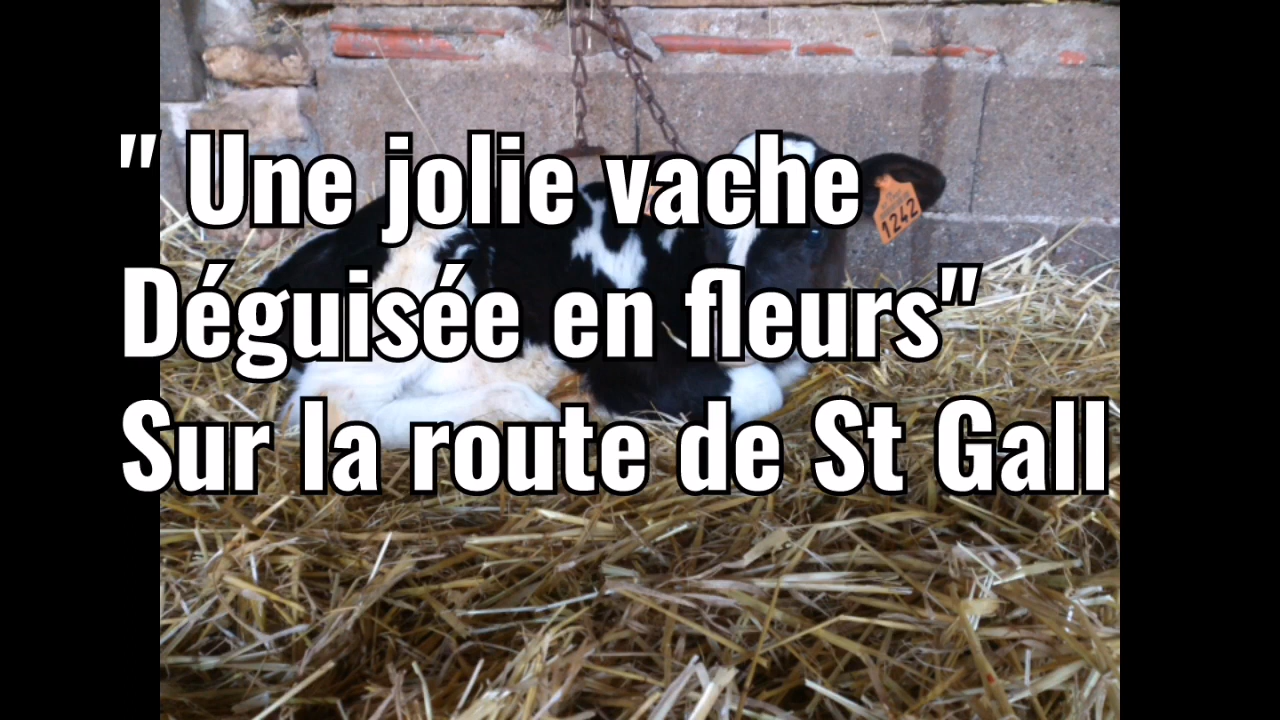 " Une jolie vache
Déguisée en fleurs"
Sur la route de St Gall
1242